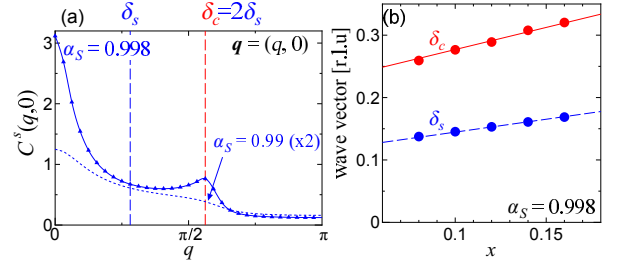 (a)
δs
δc=2δs
αS=0.998
q = (q, 0)
αS = 0.99 (x2)
Cs(q,0)
3
2
1
0
0
π/2
π
q
(b)
δc
δs
αS = 0.998
wave vector [r.l.u]
0.3
0.2
0.1
0
0.1
0.15
x